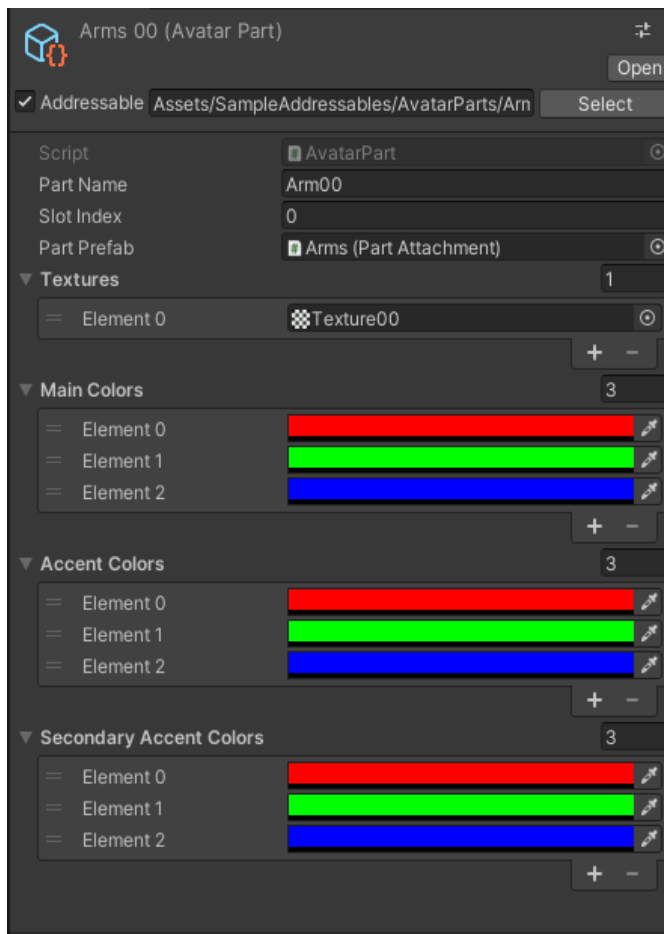 Arms 00 (Avatar Part)
Open
Addressable Assets/SampleAddressables/AvatarParts/Arn Select
Script AvatarPart
Part Name Arm00
Slot Index 0
Part Prefab Arms (Part Attachment)
Textures 1
Element 0 Texture00
+ −
Main Colors 3
Element 0
Element 1
Element 2
+ −
Accent Colors 3
Element 0
Element 1
Element 2
+ −
Secondary Accent Colors 3
Element 0
Element 1
Element 2
+ −